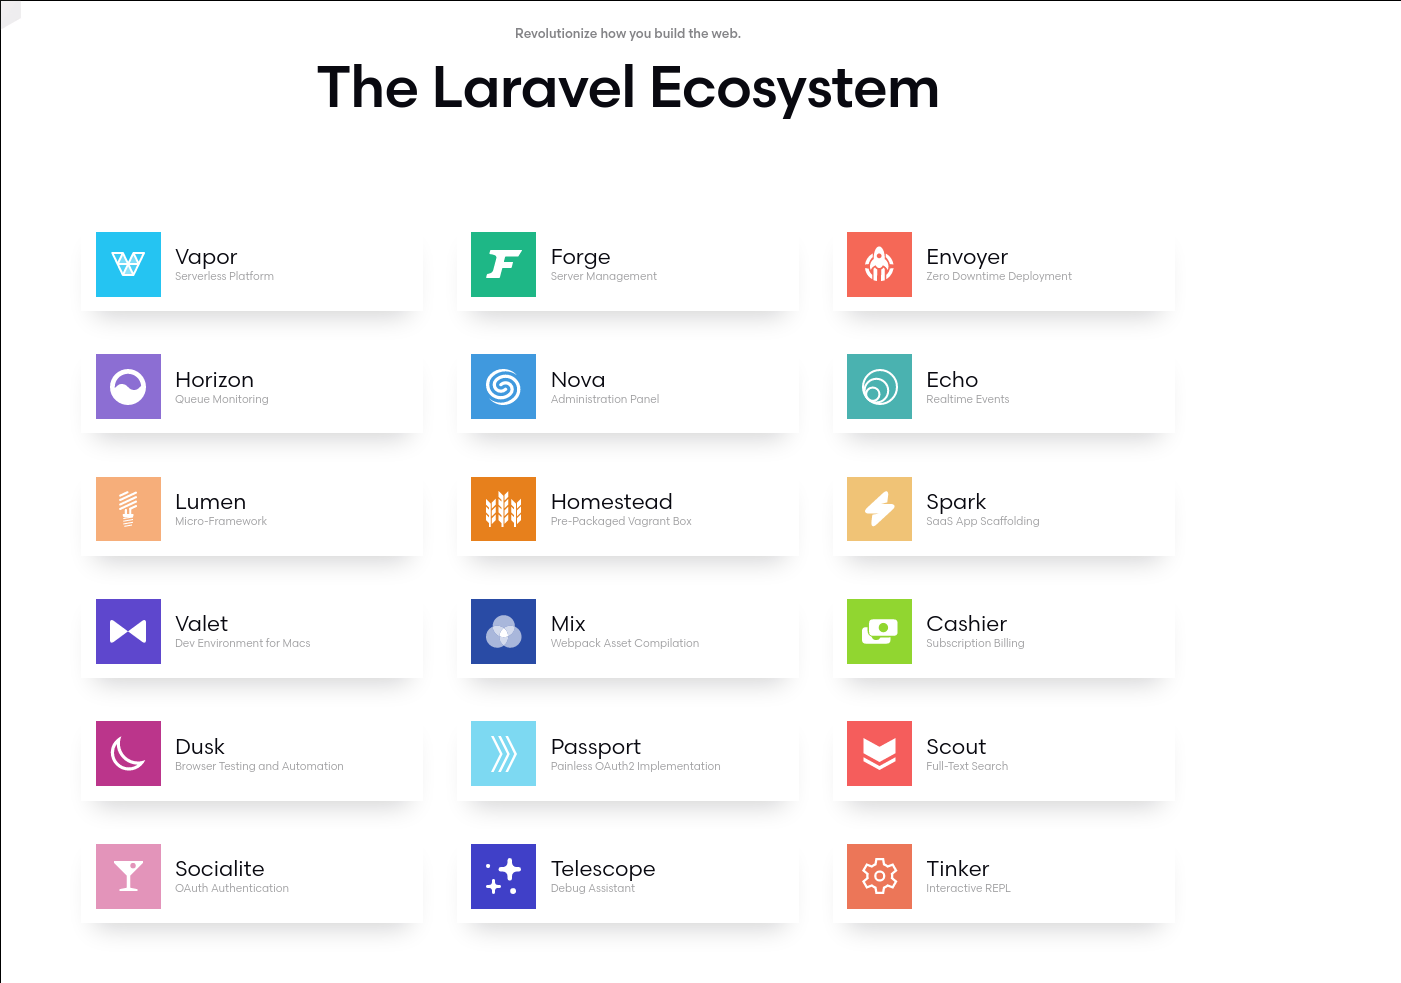 Revolutionize how you build the web.
The Laravel Ecosystem
Vapor
Serverless Platform
Forge
Server Management
Envoyer
Zero Downtime Deployment
Horizon
Queue Monitoring
Nova
Administration Panel
Echo
Realtime Events
Lumen
Micro-Framework
Homestead
Pre-Packaged Vagrant Box
Spark
SaaS App Scaffolding
Valet
Dev Environment for Macs
Mix
Webpack Asset Compilation
Cashier
Subscription Billing
Dusk
Browser Testing and Automation
Passport
Painless OAuth2 Implementation
Scout
Full-Text Search
Socialite
OAuth Authentication
Telescope
Debug Assistant
Tinker
Interactive REPL